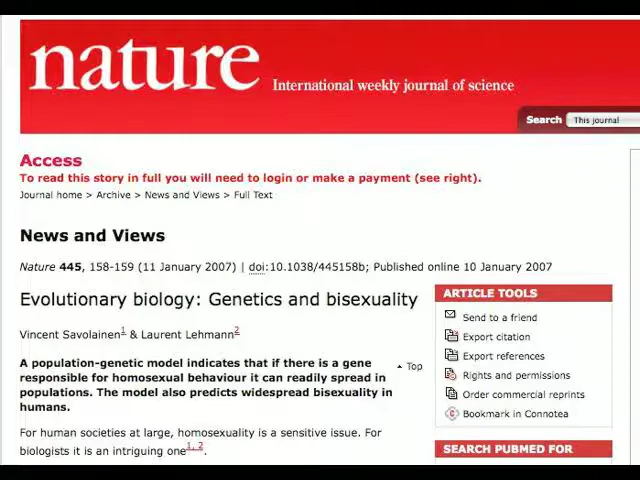 nature International weekly journal of science
Search This journal
Access
To read this story in full you will need to login or make a payment (see right).
Journal home > Archive > News and Views > Full Text
News and Views
Nature 445, 158-159 (11 January 2007) | doi:10.1038/445158b; Published online 10 January 2007
Evolutionary biology: Genetics and bisexuality
Vincent Savolainen1 & Laurent Lehmann2
A population-genetic model indicates that if there is a gene
responsible for homosexual behaviour it can readily spread in
populations. The model also predicts widespread bisexuality in
humans.
Top
For human societies at large, homosexuality is a sensitive issue. For
biologists it is an intriguing one1, 2.
ARTICLE TOOLS
Send to a friend
Export citation
Export references
Rights and permissions
Order commercial reprints
Bookmark in Connotea
SEARCH PUBMED FOR